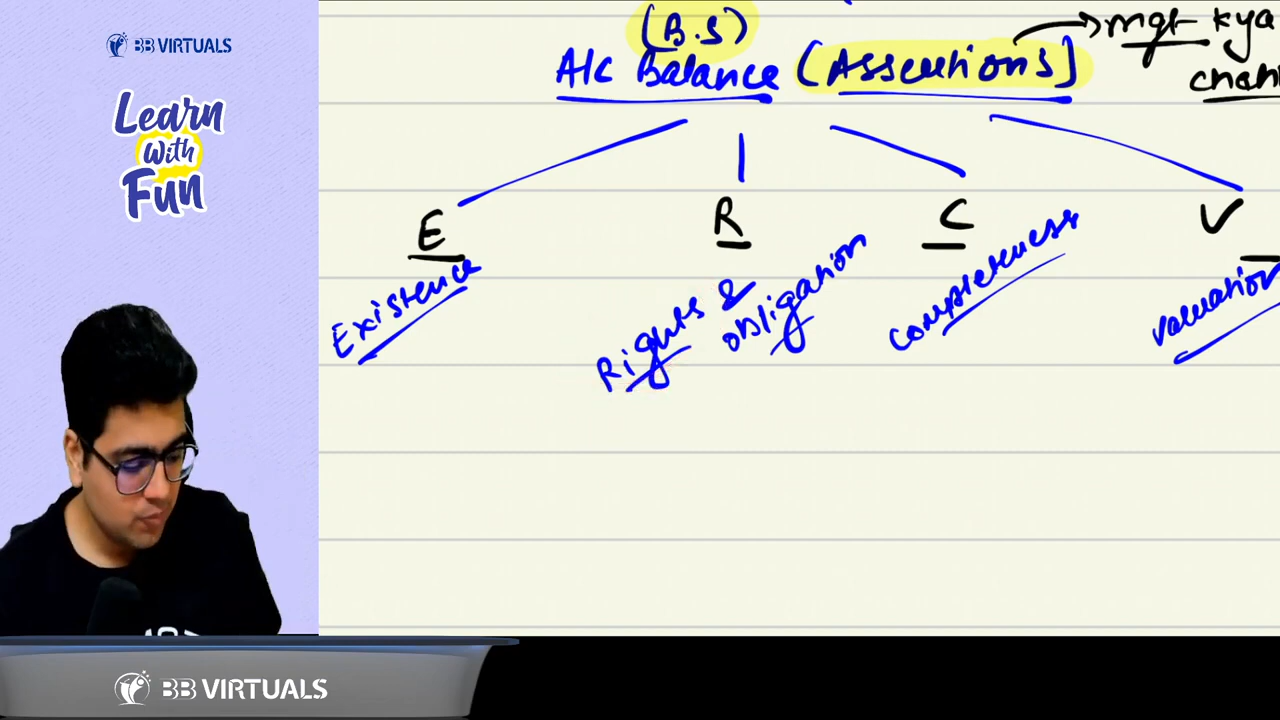 BB VIRTUALS
Learn
With
Fun
(B.S)
A/c Balance (Assertions)
mgt kya
E
R
C
V
Existence
Rights &
obligation
completeness
valuation
BB VIRTUALS